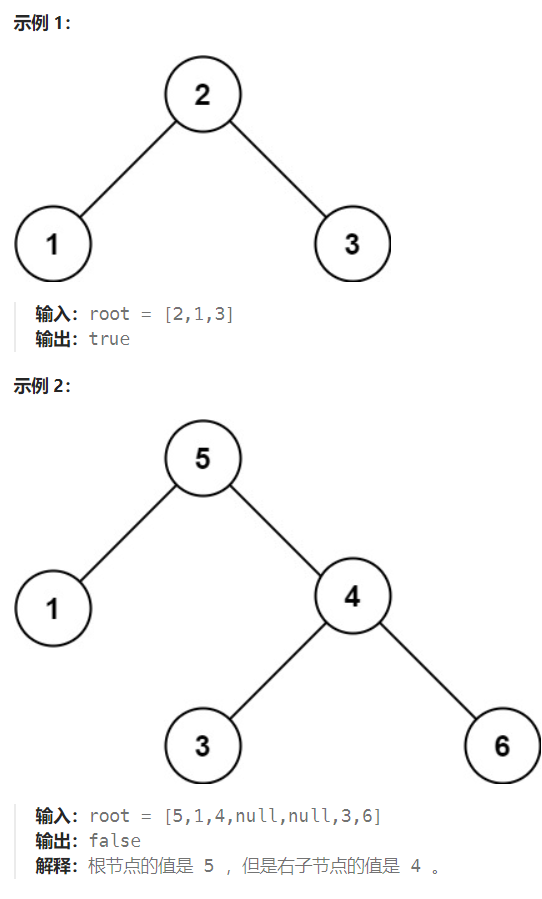 示例 1：
2
1
3
输入：root = [2,1,3]
输出：true
示例 2：
5
1
4
3
6
输入：root = [5,1,4,null,null,3,6]
输出：false
解释：根节点的值是 5 ，但是右子节点的值是 4 。